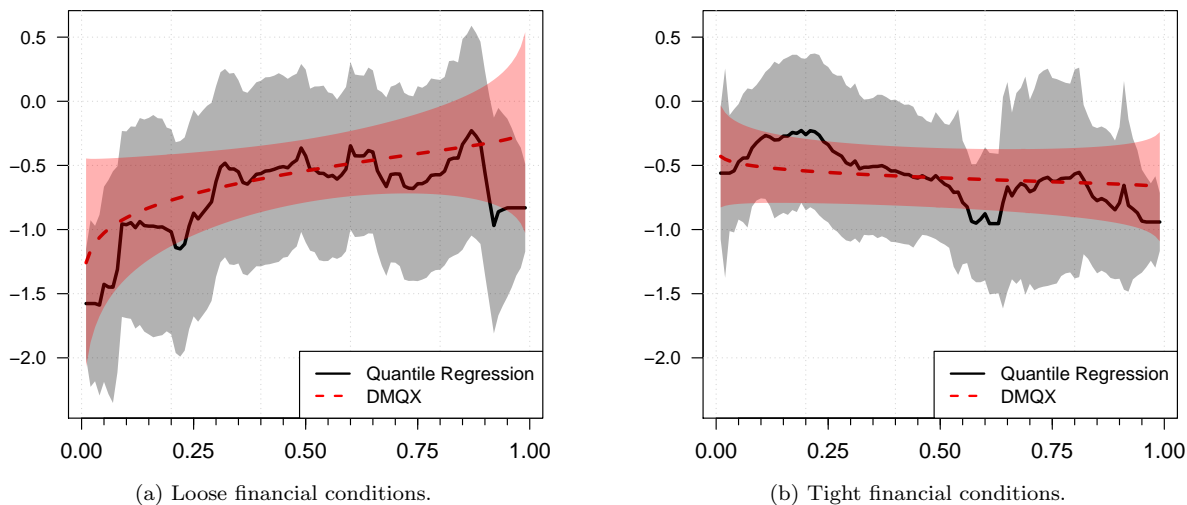 0.5
0.0
−0.5
−1.0
−1.5
−2.0
0.00 0.25 0.50 0.75 1.00
Quantile Regression
DMQX
(a) Loose financial conditions.
0.5
0.0
−0.5
−1.0
−1.5
−2.0
0.00 0.25 0.50 0.75 1.00
Quantile Regression
DMQX
(b) Tight financial conditions.